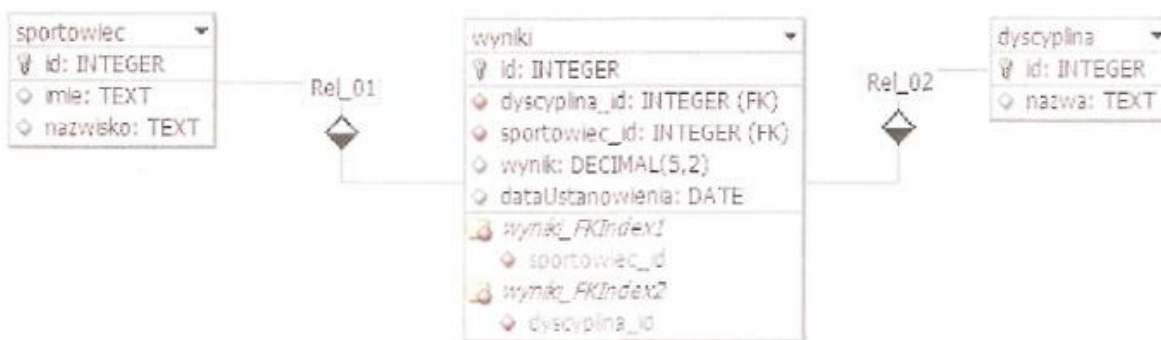 sportowiec
id: INTEGER
imie: TEXT
nazwisko: TEXT
Rel_01
wyniki
id: INTEGER
dyscyplina_id: INTEGER (FK)
sportowiec_id: INTEGER (FK)
wynik: DECIMAL(5,2)
dataUstanowienia: DATE
wyniki_FKIndex1
sportowiec_id
wyniki_FKIndex2
dyscyplina_id
Rel_02
dyscyplina
id: INTEGER
nazwa: TEXT